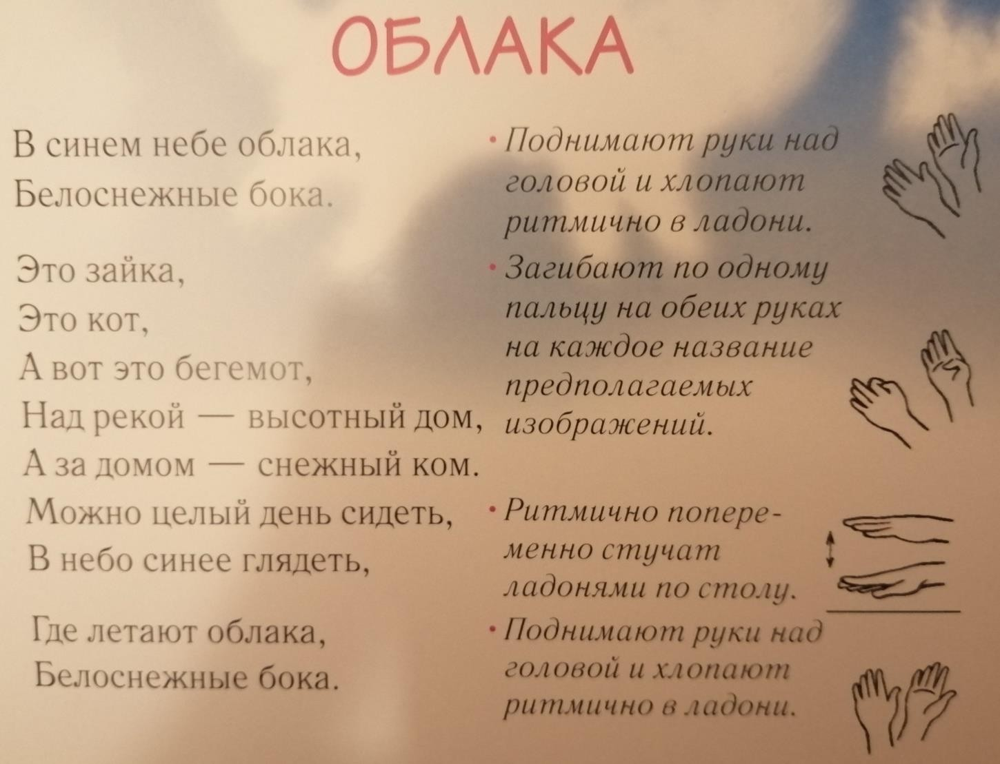 ОБЛАКА
В синем небе облака,
Белоснежные бока.
• Поднимают руки над
головой и хлопают
ритмично в ладони.
Это зайка,
Это кот,
А вот это бегемот,
Над рекой — высотный дом,
А за домом — снежный ком.
• Загибают по одному
пальцу на обеих руках
на каждое название
предполагаемых
изображений.
Можно целый день сидеть,
В небо синее глядеть,
• Ритмично попере-
менно стучат
ладонями по столу.
Где летают облака,
Белоснежные бока.
• Поднимают руки над
головой и хлопают
ритмично в ладони.